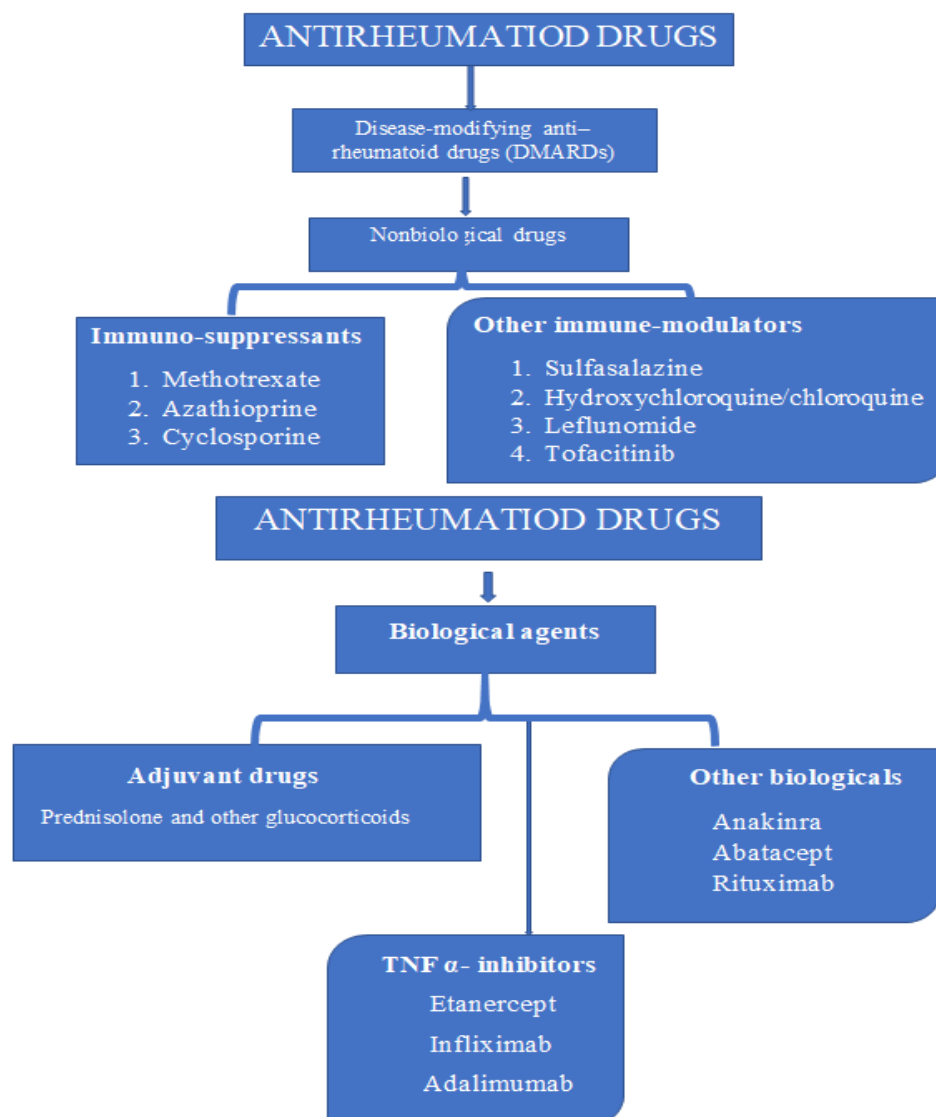 ANTIRHEUMATIOD DRUGS
Disease-modifying anti–
rheumatoid drugs (DMARDs)
Nonbiological drugs
Immuno-suppressants
1. Methotrexate
2. Azathioprine
3. Cyclosporine
Other immune-modulators
1. Sulfasalazine
2. Hydroxychloroquine/chloroquine
3. Leflunomide
4. Tofacitinib
ANTIRHEUMATIOD DRUGS
Biological agents
Adjuvant drugs
Prednisolone and other glucocorticoids
Other biologicals
Anakinra
Abatacept
Rituximab
TNF α- inhibitors
Etanercept
Infliximab
Adalimumab